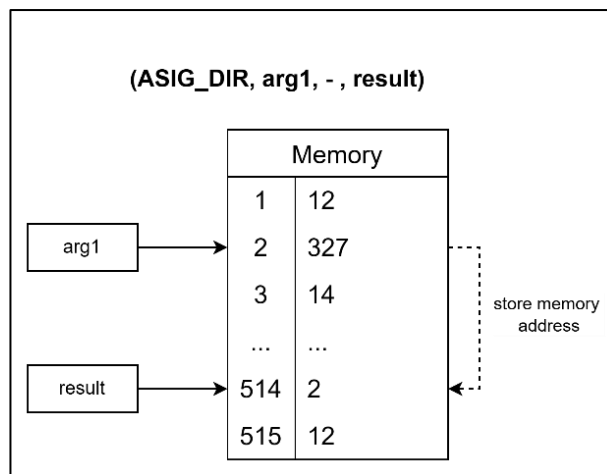 (ASIG_DIR, arg1, - , result)
Memory
1 12
arg1 2 327
3 14
store memory
address
... ...
result 514 2
515 12